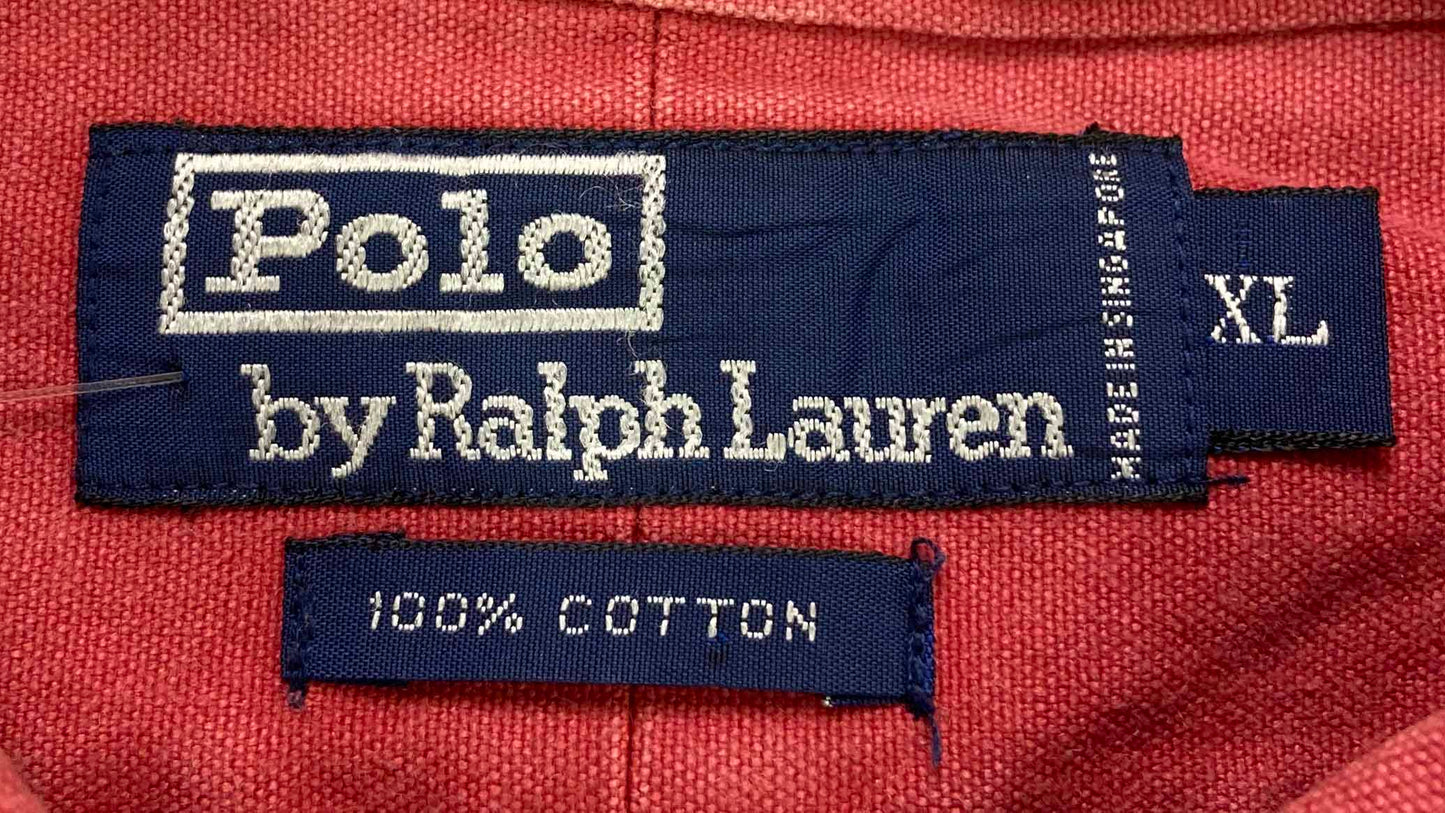 Polo
by Ralph Lauren
MADE IN SINGAPORE
XL
100% COTTON